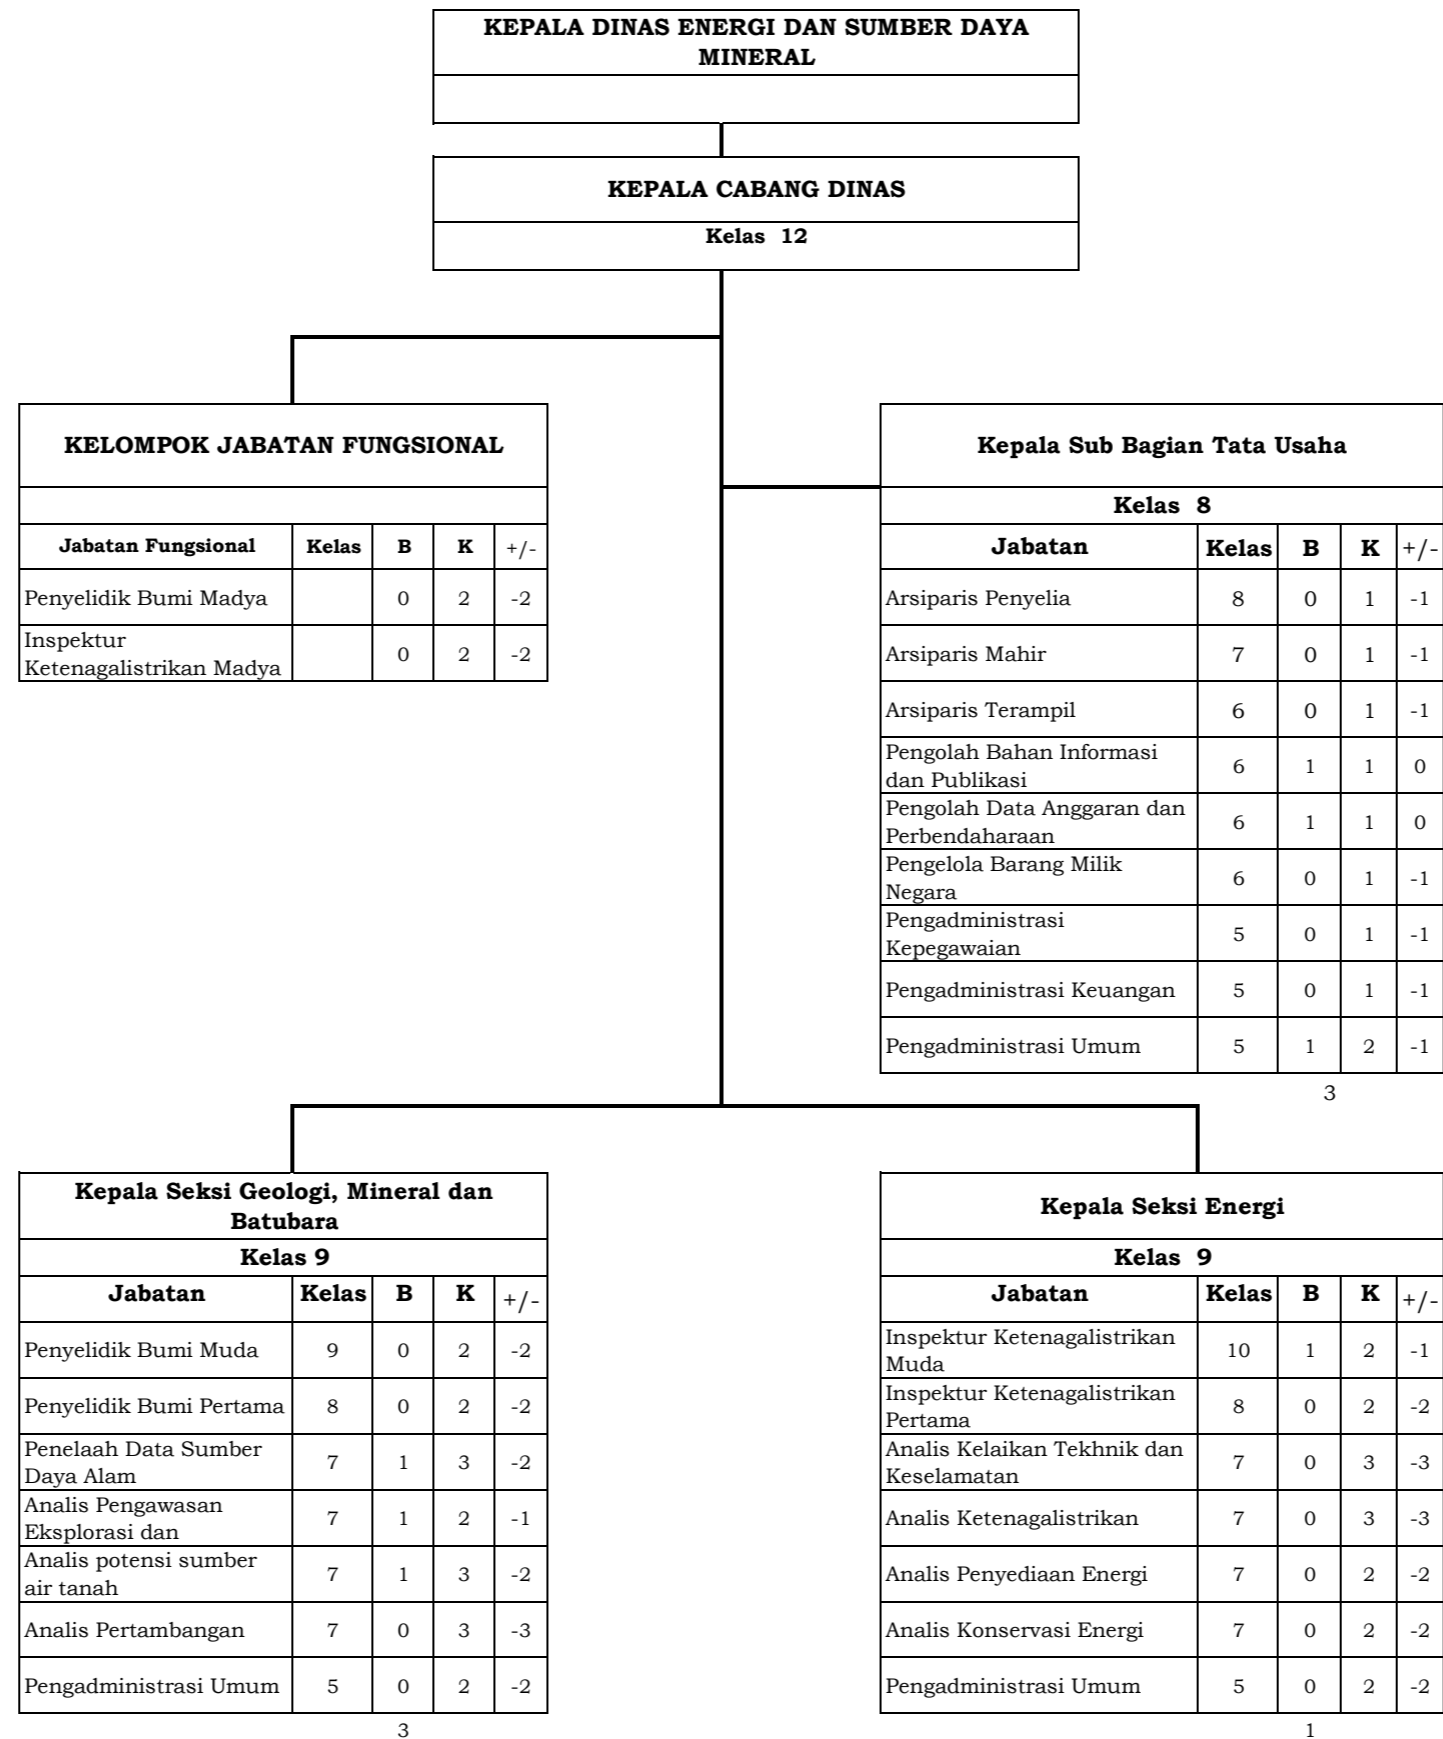 KEPALA DINAS ENERGI DAN SUMBER DAYA
MINERAL
KEPALA CABANG DINAS
Kelas 12
KELOMPOK JABATAN FUNGSIONAL
Jabatan Fungsional Kelas B K +/-
Penyelidik Bumi Madya 0 2 -2
Inspektur
Ketenagalistrikan Madya 0 2 -2
Kepala Sub Bagian Tata Usaha
Kelas 8
Jabatan Kelas B K +/-
Arsiparis Penyelia 8 0 1 -1
Arsiparis Mahir 7 0 1 -1
Arsiparis Terampil 6 0 1 -1
Pengolah Bahan Informasi
dan Publikasi 6 1 1 0
Pengolah Data Anggaran dan
Perbendaharaan 6 1 1 0
Pengelola Barang Milik
Negara 6 0 1 -1
Pengadministrasi
Kepegawaian 5 0 1 -1
Pengadministrasi Keuangan 5 0 1 -1
Pengadministrasi Umum 5 1 2 -1
3
Kepala Seksi Geologi, Mineral dan
Batubara
Kelas 9
Jabatan Kelas B K +/-
Penyelidik Bumi Muda 9 0 2 -2
Penyelidik Bumi Pertama 8 0 2 -2
Penelaah Data Sumber
Daya Alam 7 1 3 -2
Analis Pengawasan
Eksplorasi dan 7 1 2 -1
Analis potensi sumber
air tanah 7 1 3 -2
Analis Pertambangan 7 0 3 -3
Pengadministrasi Umum 5 0 2 -2
3
Kepala Seksi Energi
Kelas 9
Jabatan Kelas B K +/-
Inspektur Ketenagalistrikan
Muda 10 1 2 -1
Inspektur Ketenagalistrikan
Pertama 8 0 2 -2
Analis Kelaikan Tekhnik dan
Keselamatan 7 0 3 -3
Analis Ketenagalistrikan 7 0 3 -3
Analis Penyediaan Energi 7 0 2 -2
Analis Konservasi Energi 7 0 2 -2
Pengadministrasi Umum 5 0 2 -2
1